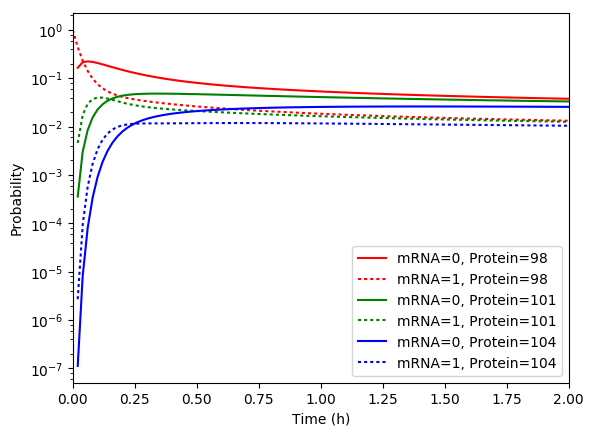 Probability
10⁰
10⁻¹
10⁻²
10⁻³
10⁻⁴
10⁻⁵
10⁻⁶
10⁻⁷
mRNA=0, Protein=98
mRNA=1, Protein=98
mRNA=0, Protein=101
mRNA=1, Protein=101
mRNA=0, Protein=104
mRNA=1, Protein=104
0.00 0.25 0.50 0.75 1.00 1.25 1.50 1.75 2.00
Time (h)